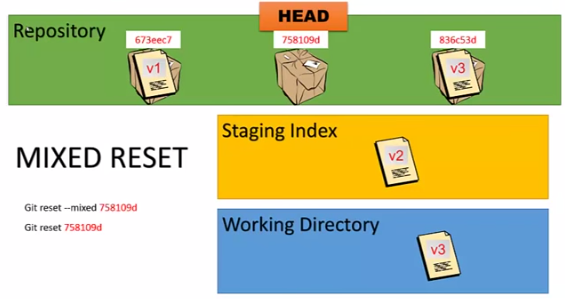 HEAD
Repository
673eec7
758109d
836c53d
v1
v3
Staging Index
v2
MIXED RESET
Git reset --mixed 758109d
Git reset 758109d
Working Directory
v3